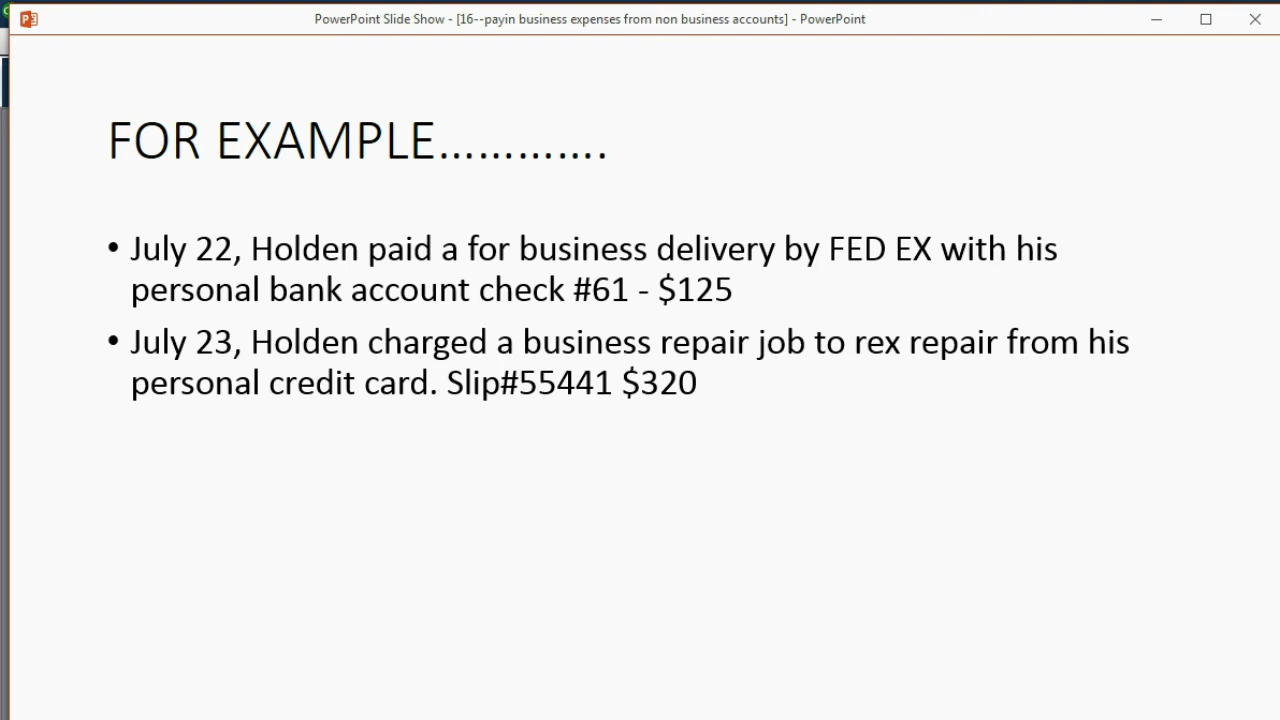 PowerPoint Slide Show - [16--payin business expenses from non business accounts] - PowerPoint
FOR EXAMPLE.............
• July 22, Holden paid a for business delivery by FED EX with his
personal bank account check #61 - $125
• July 23, Holden charged a business repair job to rex repair from his
personal credit card. Slip#55441 $320